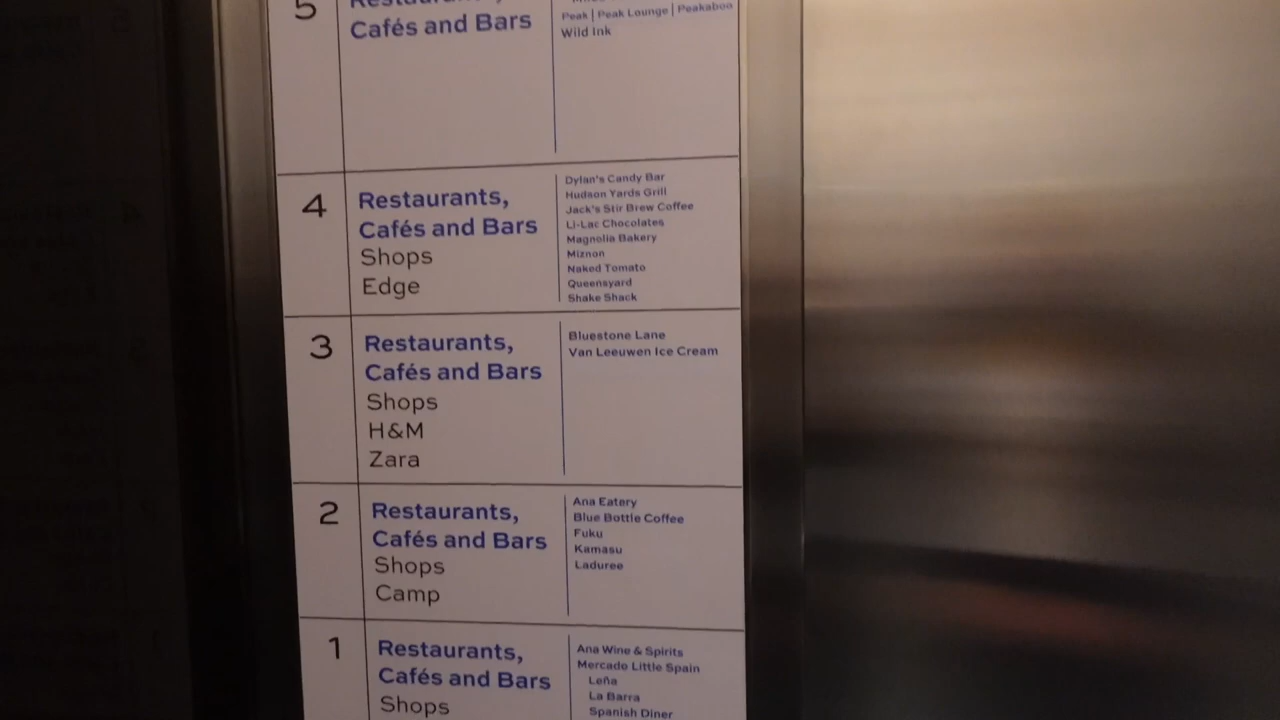 5
Cafés and Bars
Peak | Peak Lounge | Peakaboo
Wild Ink
4
Restaurants,
Cafés and Bars
Shops
Edge
Dylan's Candy Bar
Hudson Yards Grill
Jack's Stir Brew Coffee
Li-Lac Chocolates
Magnolia Bakery
Miznon
Naked Tomato
Queensyard
Shake Shack
3
Restaurants,
Cafés and Bars
Shops
H&M
Zara
Bluestone Lane
Van Leeuwen Ice Cream
2
Restaurants,
Cafés and Bars
Shops
Camp
Ana Eatery
Blue Bottle Coffee
Fuku
Kamasu
Laduree
1
Restaurants,
Cafés and Bars
Shops
Ana Wine & Spirits
Mercado Little Spain
Leña
La Barra
Spanish Diner